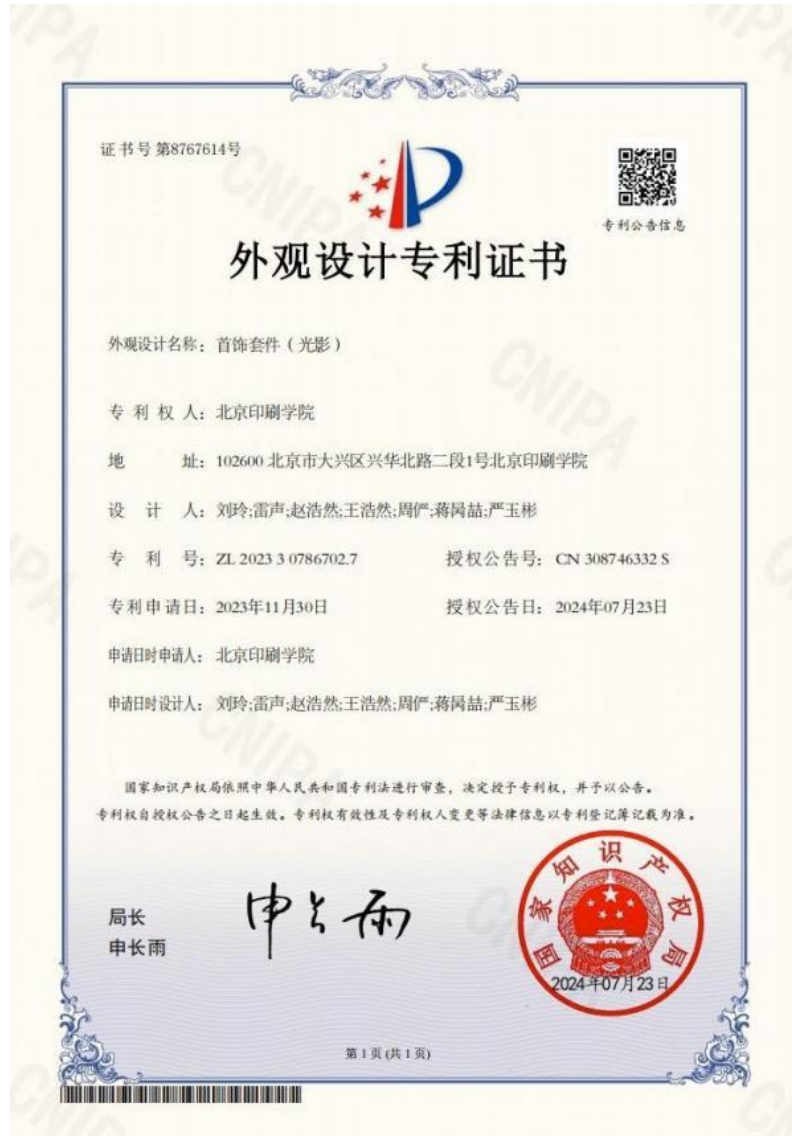 证书号第8767614号
专利公告信息
外观设计专利证书
外观设计名称：首饰套件（光影）
专利权人：北京印刷学院
地址：102600 北京市大兴区兴华北路二段1号北京印刷学院
设计人：刘玲;雷声;赵浩然;王浩然;周俨;蒋舄喆;严玉彬
专利号：ZL 2023 3 0786702.7 授权公告号：CN 308746332 S
专利申请日：2023年11月30日 授权公告日：2024年07月23日
申请日时申请人：北京印刷学院
申请日时设计人：刘玲;雷声;赵浩然;王浩然;周俨;蒋舄喆;严玉彬
国家知识产权局依照中华人民共和国专利法进行审查，决定授予专利权，并予以公告。
专利权自授权公告之日起生效。专利权有效性及专利权人变更等法律信息以专利登记簿记载为准。
局长
申长雨
申长雨
国家知识产权局
2024年07月23日
第1页(共1页)
CNIPA